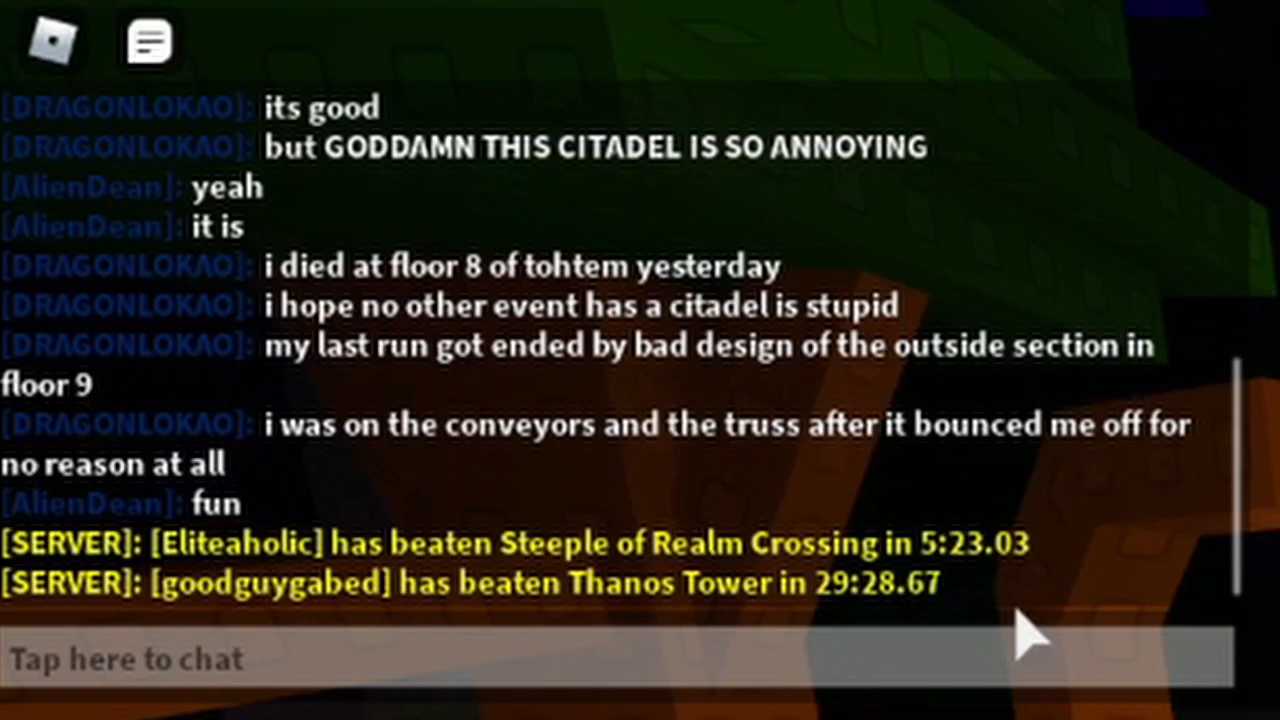 [DRAGONLOKAO]: its good
[DRAGONLOKAO]: but GODDAMN THIS CITADEL IS SO ANNOYING
[AlienDean]: yeah
[AlienDean]: it is
[DRAGONLOKAO]: i died at floor 8 of tohtem yesterday
[DRAGONLOKAO]: i hope no other event has a citadel is stupid
[DRAGONLOKAO]: my last run got ended by bad design of the outside section in
floor 9
[DRAGONLOKAO]: i was on the conveyors and the truss after it bounced me off for
no reason at all
[AlienDean]: fun
[SERVER]: [Eliteaholic] has beaten Steeple of Realm Crossing in 5:23.03
[SERVER]: [goodguygabed] has beaten Thanos Tower in 29:28.67
Tap here to chat